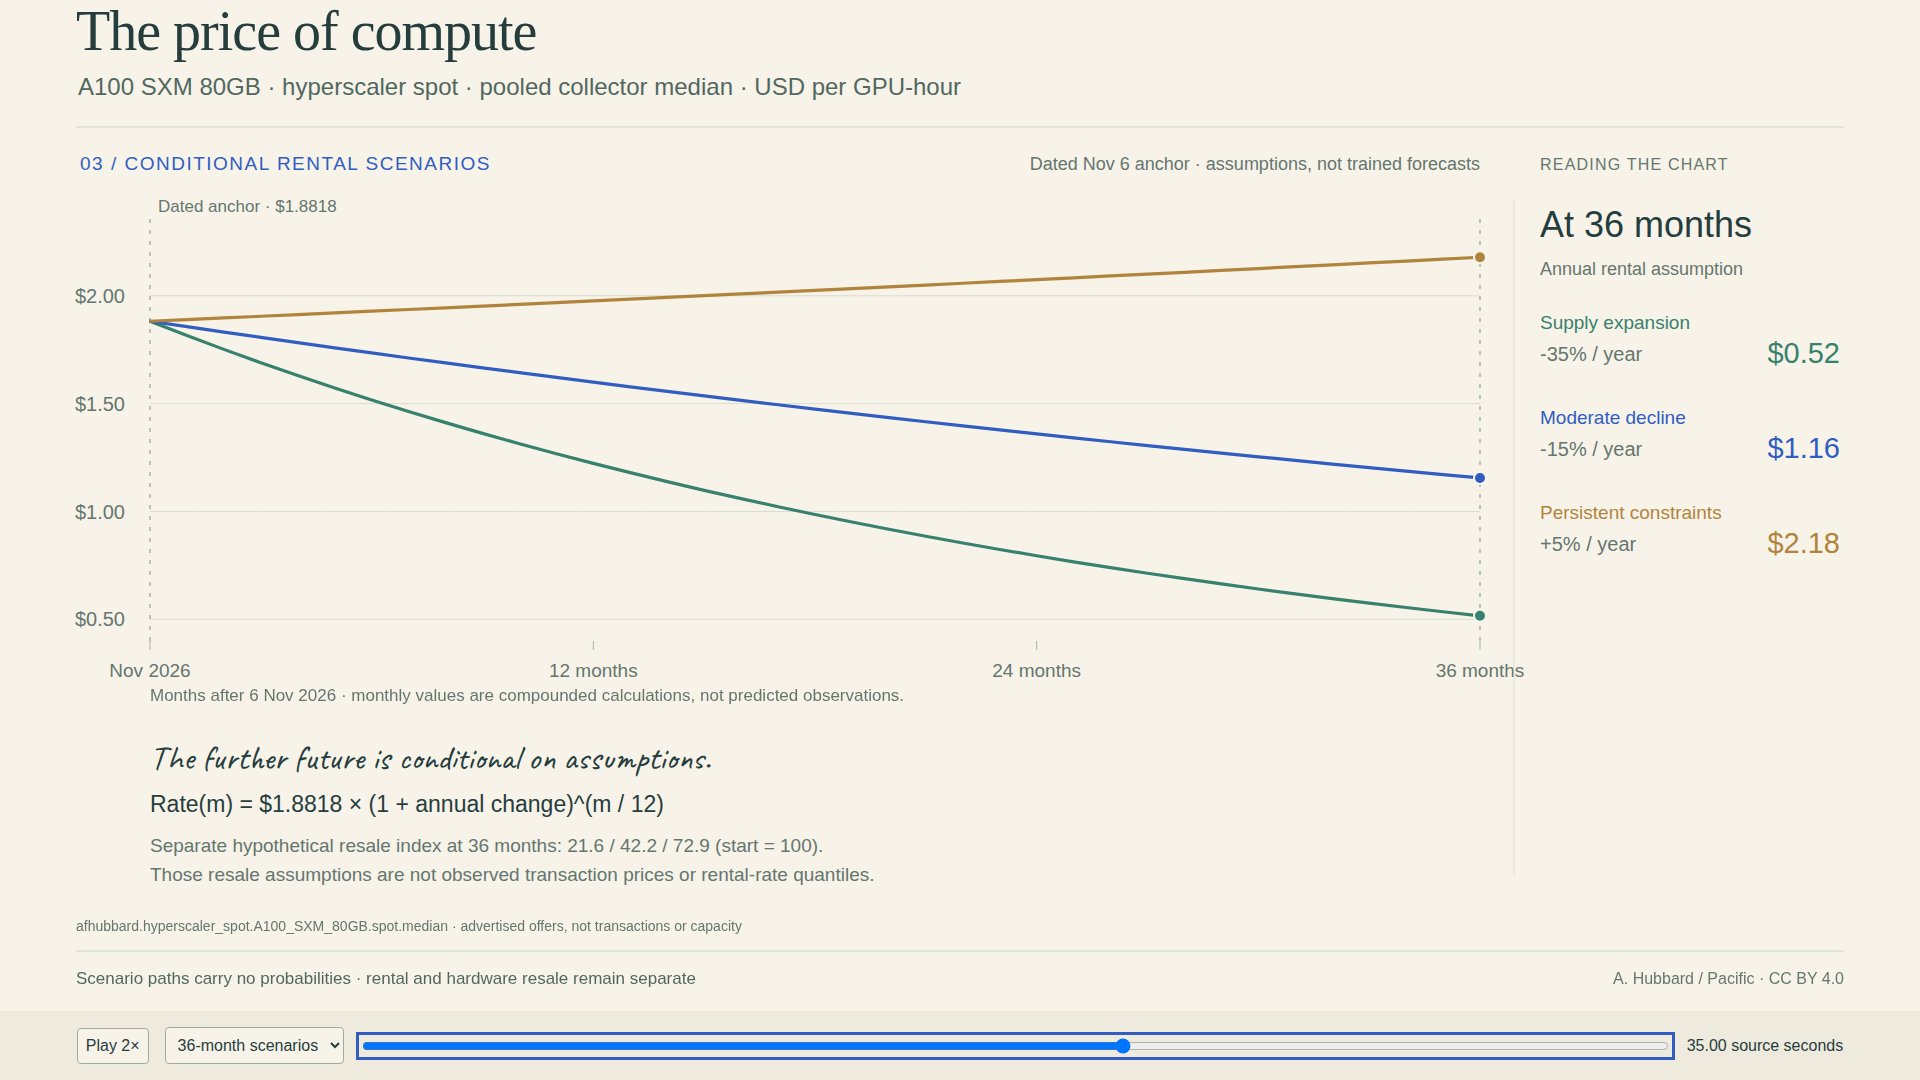 The price of compute
A100 SXM 80GB · hyperscaler spot · pooled collector median · USD per GPU-hour
03 / CONDITIONAL RENTAL SCENARIOS
Dated Nov 6 anchor · assumptions, not trained forecasts
READING THE CHART
Dated anchor · $1.8818
$2.00
$1.50
$1.00
$0.50
Nov 2026
12 months
24 months
36 months
Months after 6 Nov 2026 · monthly values are compounded calculations, not predicted observations.
At 36 months
Annual rental assumption
Supply expansion
-35% / year
$0.52
Moderate decline
-15% / year
$1.16
Persistent constraints
+5% / year
$2.18
The further future is conditional on assumptions.
Rate(m) = $1.8818 × (1 + annual change)^(m / 12)
Separate hypothetical resale index at 36 months: 21.6 / 42.2 / 72.9 (start = 100).
Those resale assumptions are not observed transaction prices or rental-rate quantiles.
afhubbard.hyperscaler_spot.A100_SXM_80GB.spot.median · advertised offers, not transactions or capacity
Scenario paths carry no probabilities · rental and hardware resale remain separate
A. Hubbard / Pacific · CC BY 4.0
Play 2×
36-month scenarios
35.00 source seconds